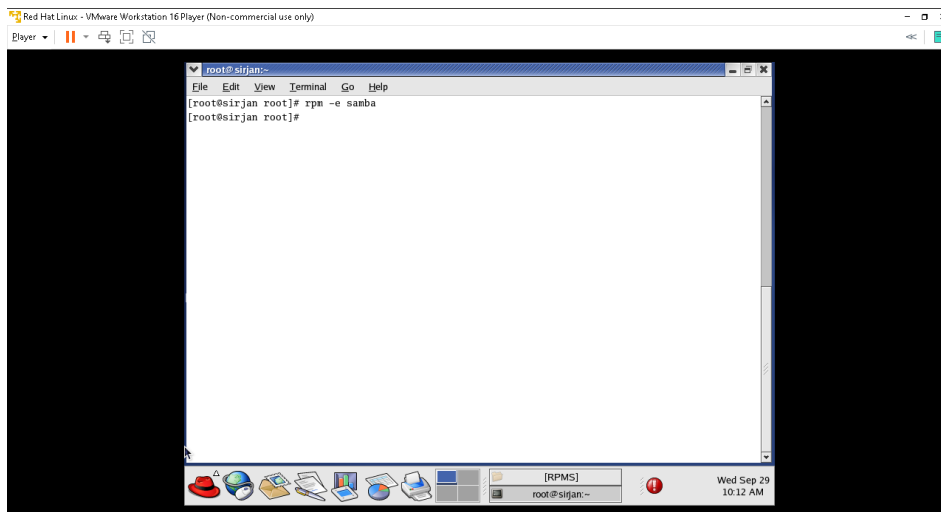 Red Hat Linux - VMware Workstation 16 Player (Non-commercial use only)
Player
root@sirjan:~
File Edit View Terminal Go Help
[root@sirjan root]# rpm -e samba
[root@sirjan root]#
[RPMS]
root@sirjan:~
Wed Sep 29
10:12 AM